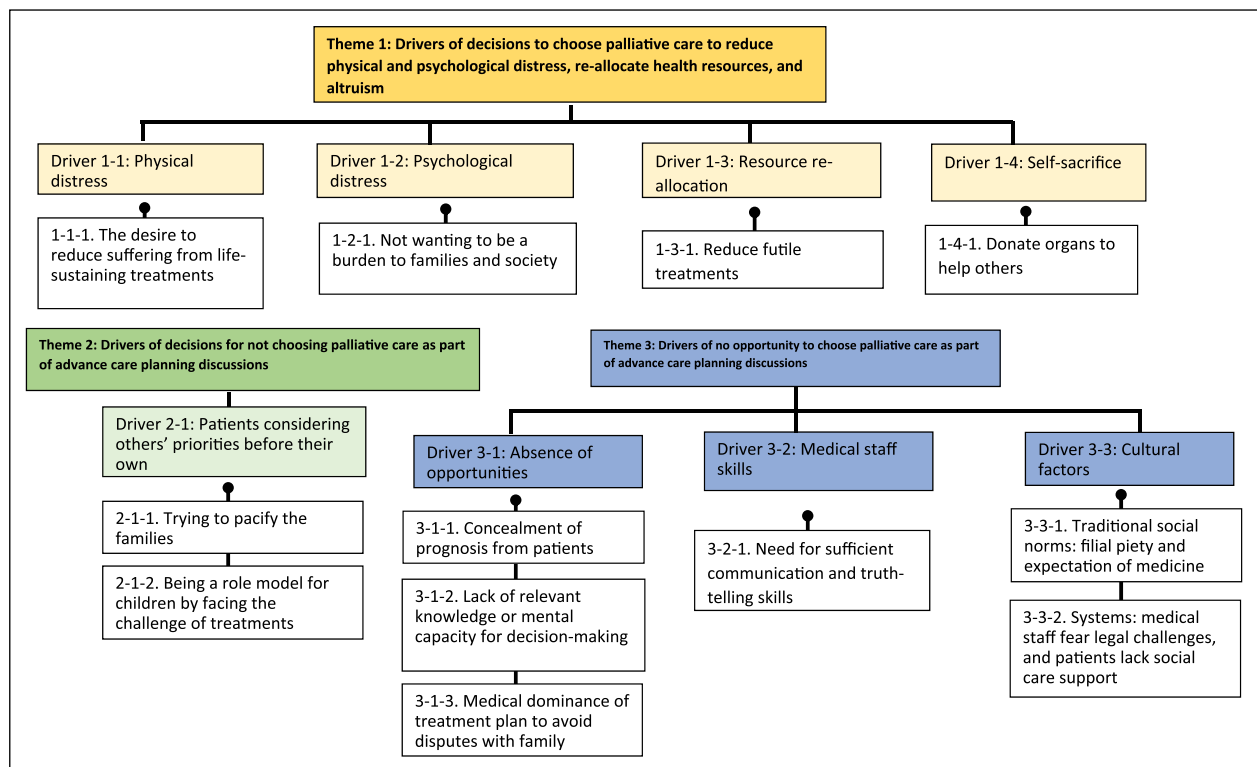 Theme 1: Drivers of decisions to choose palliative care to reduce
physical and psychological distress, re-allocate health resources, and
altruism
Driver 1-1: Physical
distress
Driver 1-2: Psychological
distress
Driver 1-3: Resource re-
allocation
Driver 1-4: Self-sacrifice
1-1-1. The desire to
reduce suffering from life-
sustaining treatments
1-2-1. Not wanting to be a
burden to families and society
1-3-1. Reduce futile
treatments
1-4-1. Donate organs to
help others
Theme 2: Drivers of decisions for not choosing palliative care as part
of advance care planning discussions
Theme 3: Drivers of no opportunity to choose palliative care as part
of advance care planning discussions
Driver 2-1: Patients considering
others’ priorities before their
own
2-1-1. Trying to pacify the
families
2-1-2. Being a role model for
children by facing the
challenge of treatments
Driver 3-1: Absence of
opportunities
3-1-1. Concealment of
prognosis from patients
3-1-2. Lack of relevant
knowledge or mental
capacity for decision-making
3-1-3. Medical dominance of
treatment plan to avoid
disputes with family
Driver 3-2: Medical staff
skills
3-2-1. Need for sufficient
communication and truth-
telling skills
Driver 3-3: Cultural
factors
3-3-1. Traditional social
norms: filial piety and
expectation of medicine
3-3-2. Systems: medical
staff fear legal challenges,
and patients lack social
care support